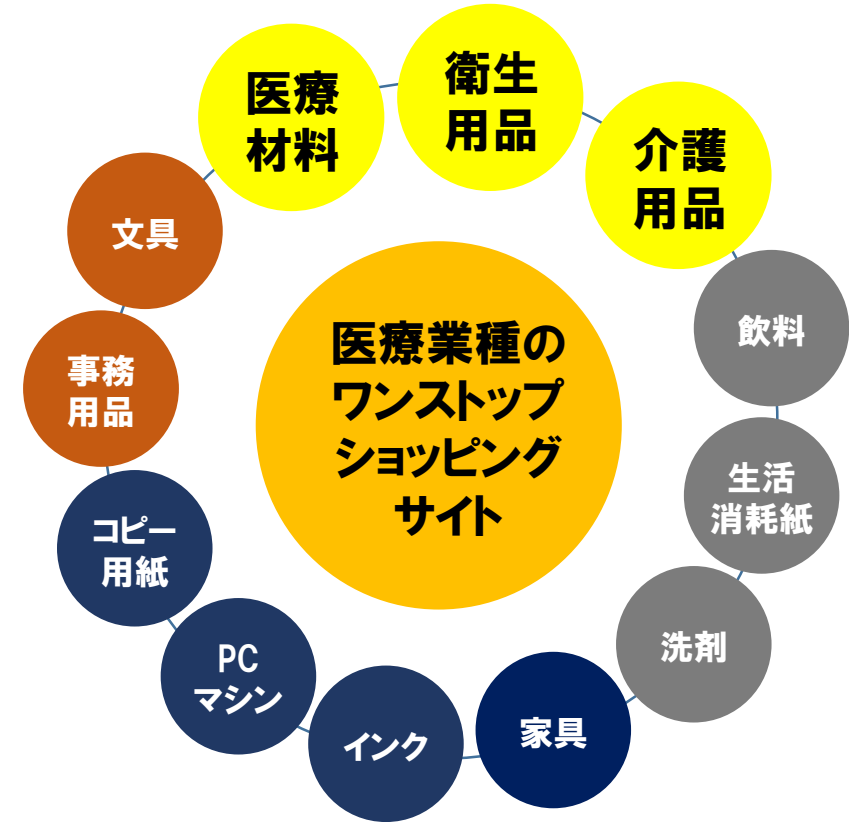 医療
材料
衛生
用品
介護
用品
文具
飲料
医療業種の
ワンストップ
ショッピング
サイト
事務
用品
生活
消耗紙
コピー
用紙
洗剤
PC
マシン
インク
家具